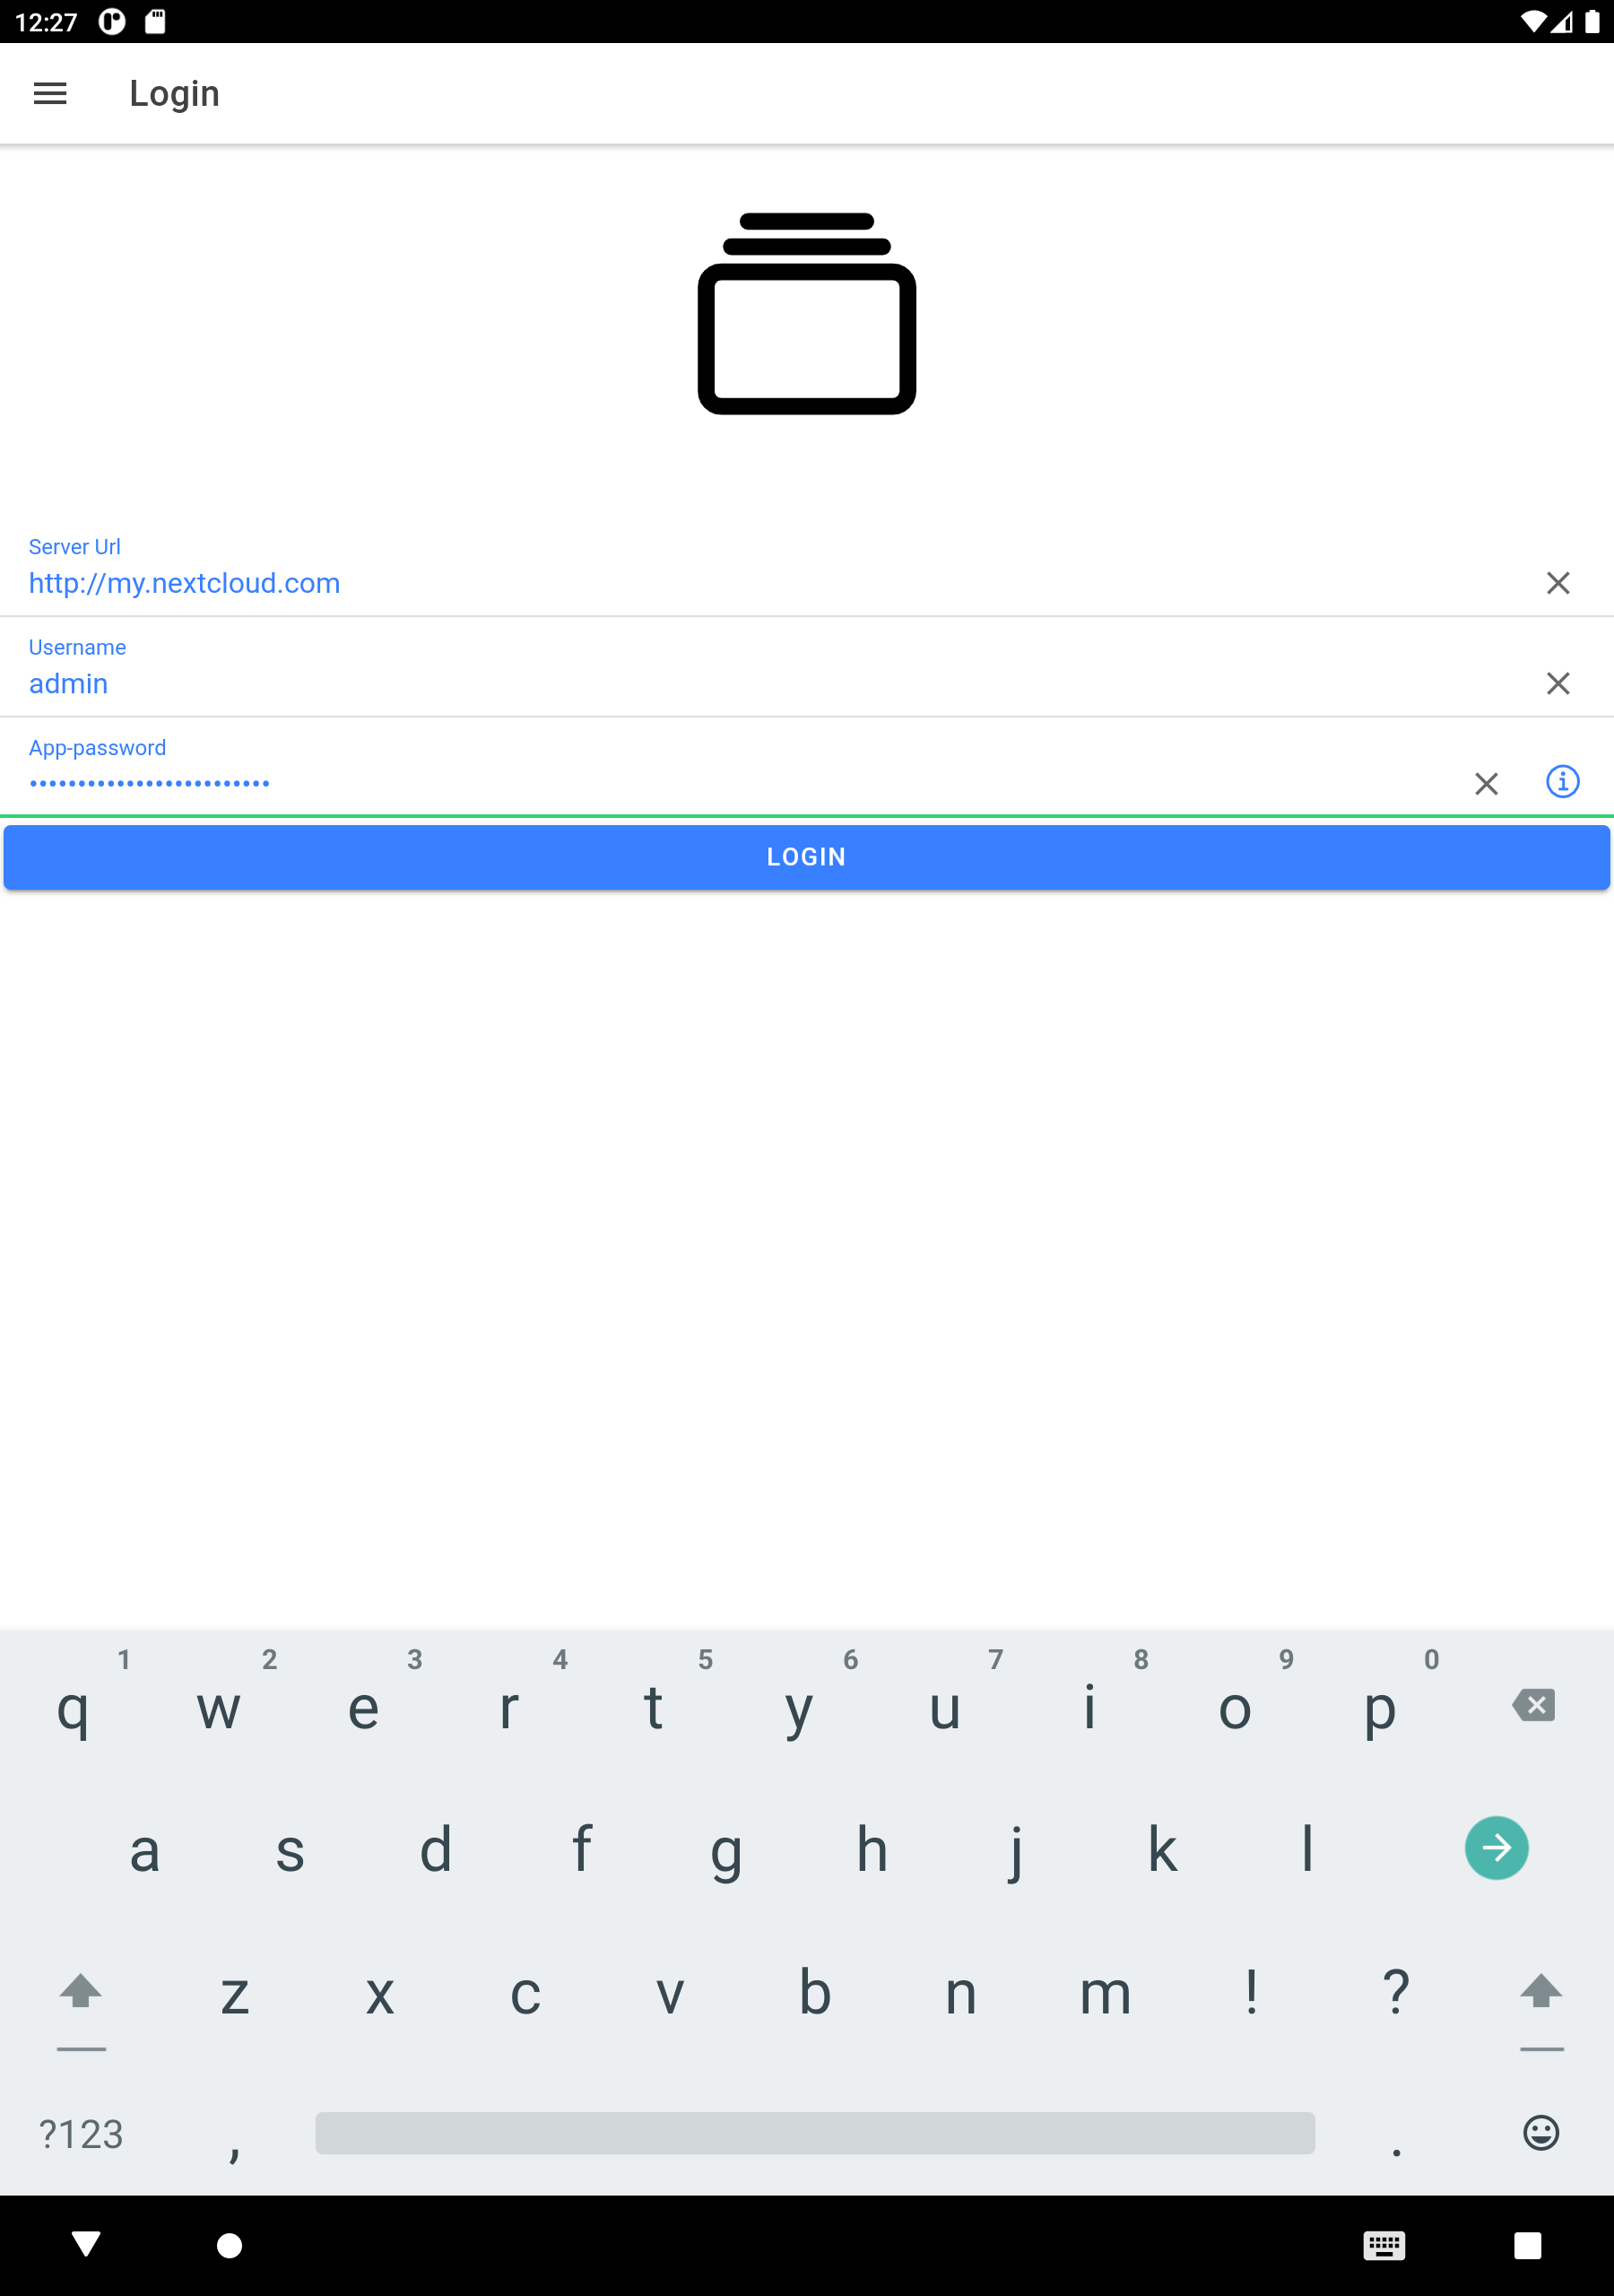 12:27
Login
Server Url
http://my.nextcloud.com
Username
admin
App-password
•••••••••••••••••••••••••
LOGIN
1 2 3 4 5 6 7 8 9 0
q w e r t y u i o p
a s d f g h j k l
z x c v b n m ! ?
?123 , .